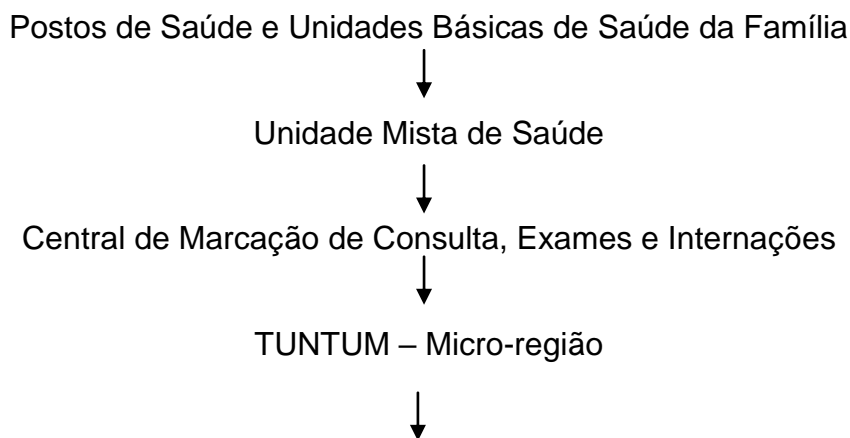 Postos de Saúde e Unidades Básicas de Saúde da Família
Unidade Mista de Saúde
Central de Marcação de Consulta, Exames e Internações
TUNTUM – Micro-região